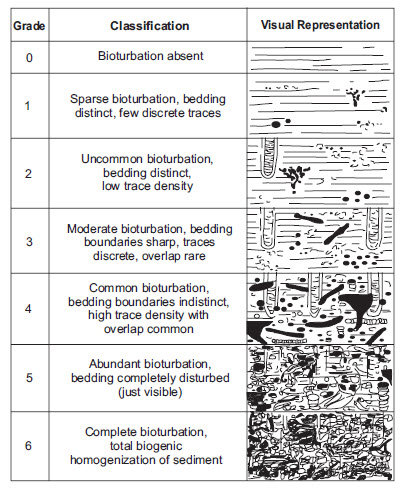 Grade Classification Visual Representation
0 Bioturbation absent
1 Sparse bioturbation, bedding
distinct, few discrete traces
2 Uncommon bioturbation,
bedding distinct,
low trace density
3 Moderate bioturbation, bedding
boundaries sharp, traces
discrete, overlap rare
4 Common bioturbation,
bedding boundaries indistinct,
high trace density with
overlap common
5 Abundant bioturbation,
bedding completely disturbed
(just visible)
6 Complete bioturbation,
total biogenic
homogenization of sediment